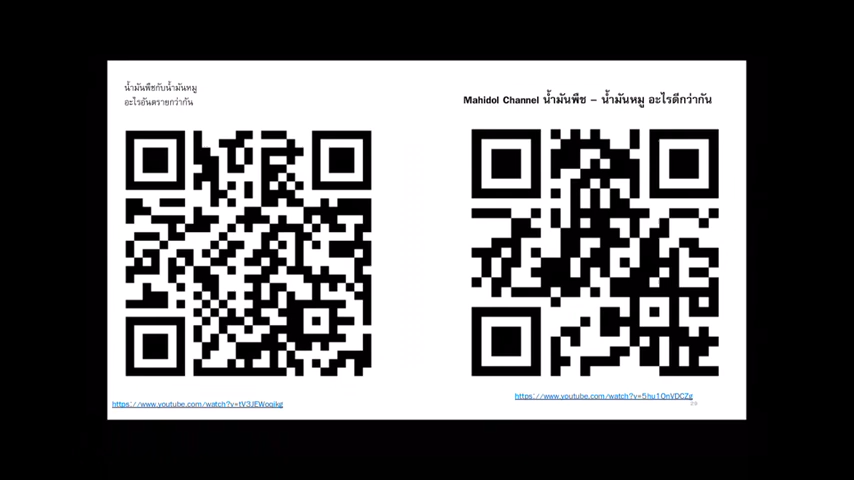 น้ำมันพืชกับน้ำมันหมู
อะไรอันตรายกว่ากัน
Mahidol Channel น้ำมันพืช – น้ำมันหมู อะไรดีกว่ากัน
https://www.youtube.com/watch?v=tV3JEWoqikg
https://www.youtube.com/watch?v=5hu1OnVDCZg